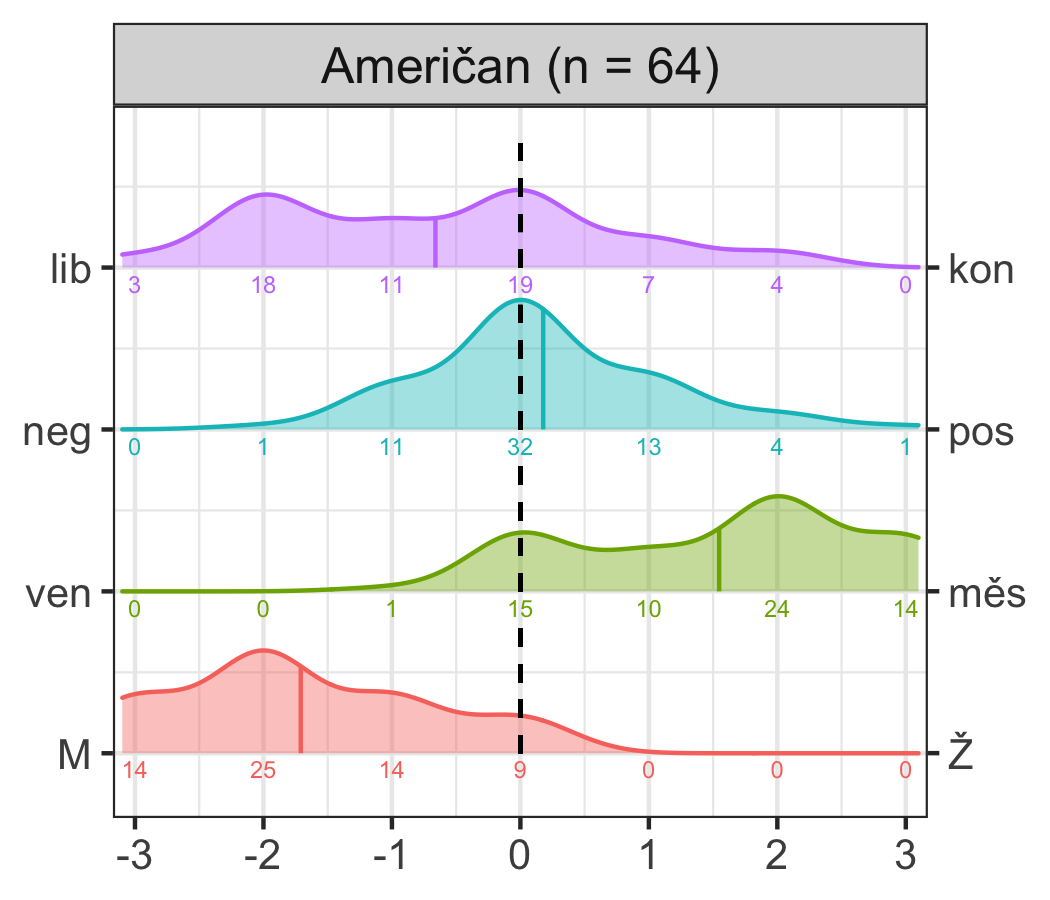 Američan (n = 64)
lib kon
3 18 11 19 7 4 0
neg pos
0 1 11 32 13 4 1
ven měs
0 0 1 15 10 24 14
M Ž
14 25 14 9 0 0 0
-3 -2 -1 0 1 2 3